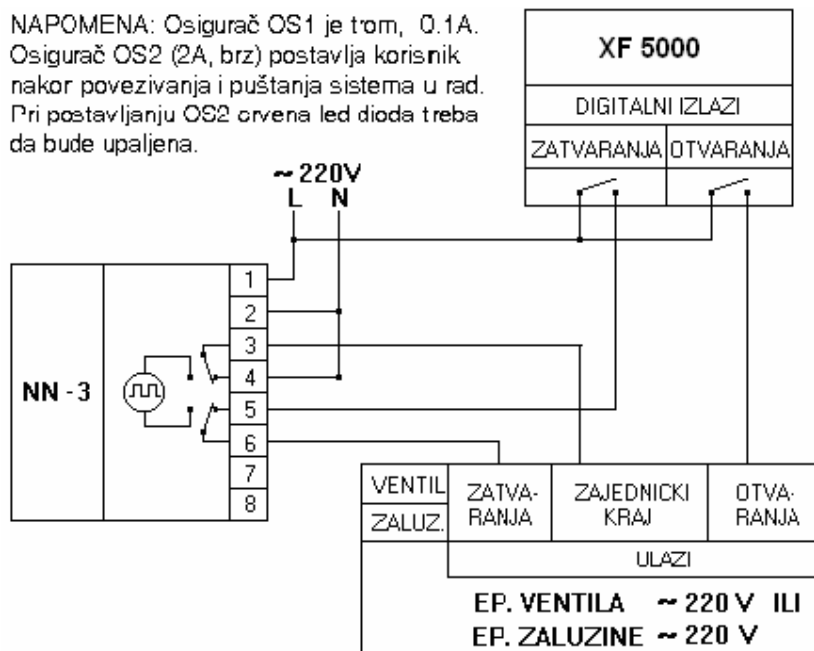 NAPOMENA: Osigurač OS1 je trom, 0.1A.
Osigurač OS2 (2A, brz) postavlja korisnik
nakor povezivanja i puštanja sistema u rad.
Pri postavljanju OS2 crvena led dioda treba
da bude upaljena.
XF 5000
DIGITALNI IZLAZI
ZATVARANJA OTVARANJA
~ 220V
L N
NN - 3
1
2
3
4
5
6
7
8
VENTIL
ZALUZ.
ZATVA-
RANJA
ZAJEDNICKI
KRAJ
OTVA-
RANJA
ULAZI
EP. VENTILA ~ 220 V ILI
EP. ZALUZINE ~ 220 V